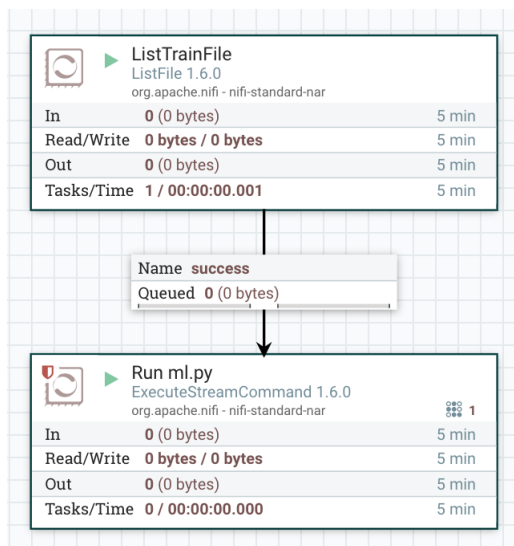 ListTrainFile
ListFile 1.6.0
org.apache.nifi - nifi-standard-nar
In 0 (0 bytes) 5 min
Read/Write 0 bytes / 0 bytes 5 min
Out 0 (0 bytes) 5 min
Tasks/Time 1 / 00:00:00.001 5 min
Name success
Queued 0 (0 bytes)
Run ml.py
ExecuteStreamCommand 1.6.0
org.apache.nifi - nifi-standard-nar 1
In 0 (0 bytes) 5 min
Read/Write 0 bytes / 0 bytes 5 min
Out 0 (0 bytes) 5 min
Tasks/Time 0 / 00:00:00.000 5 min